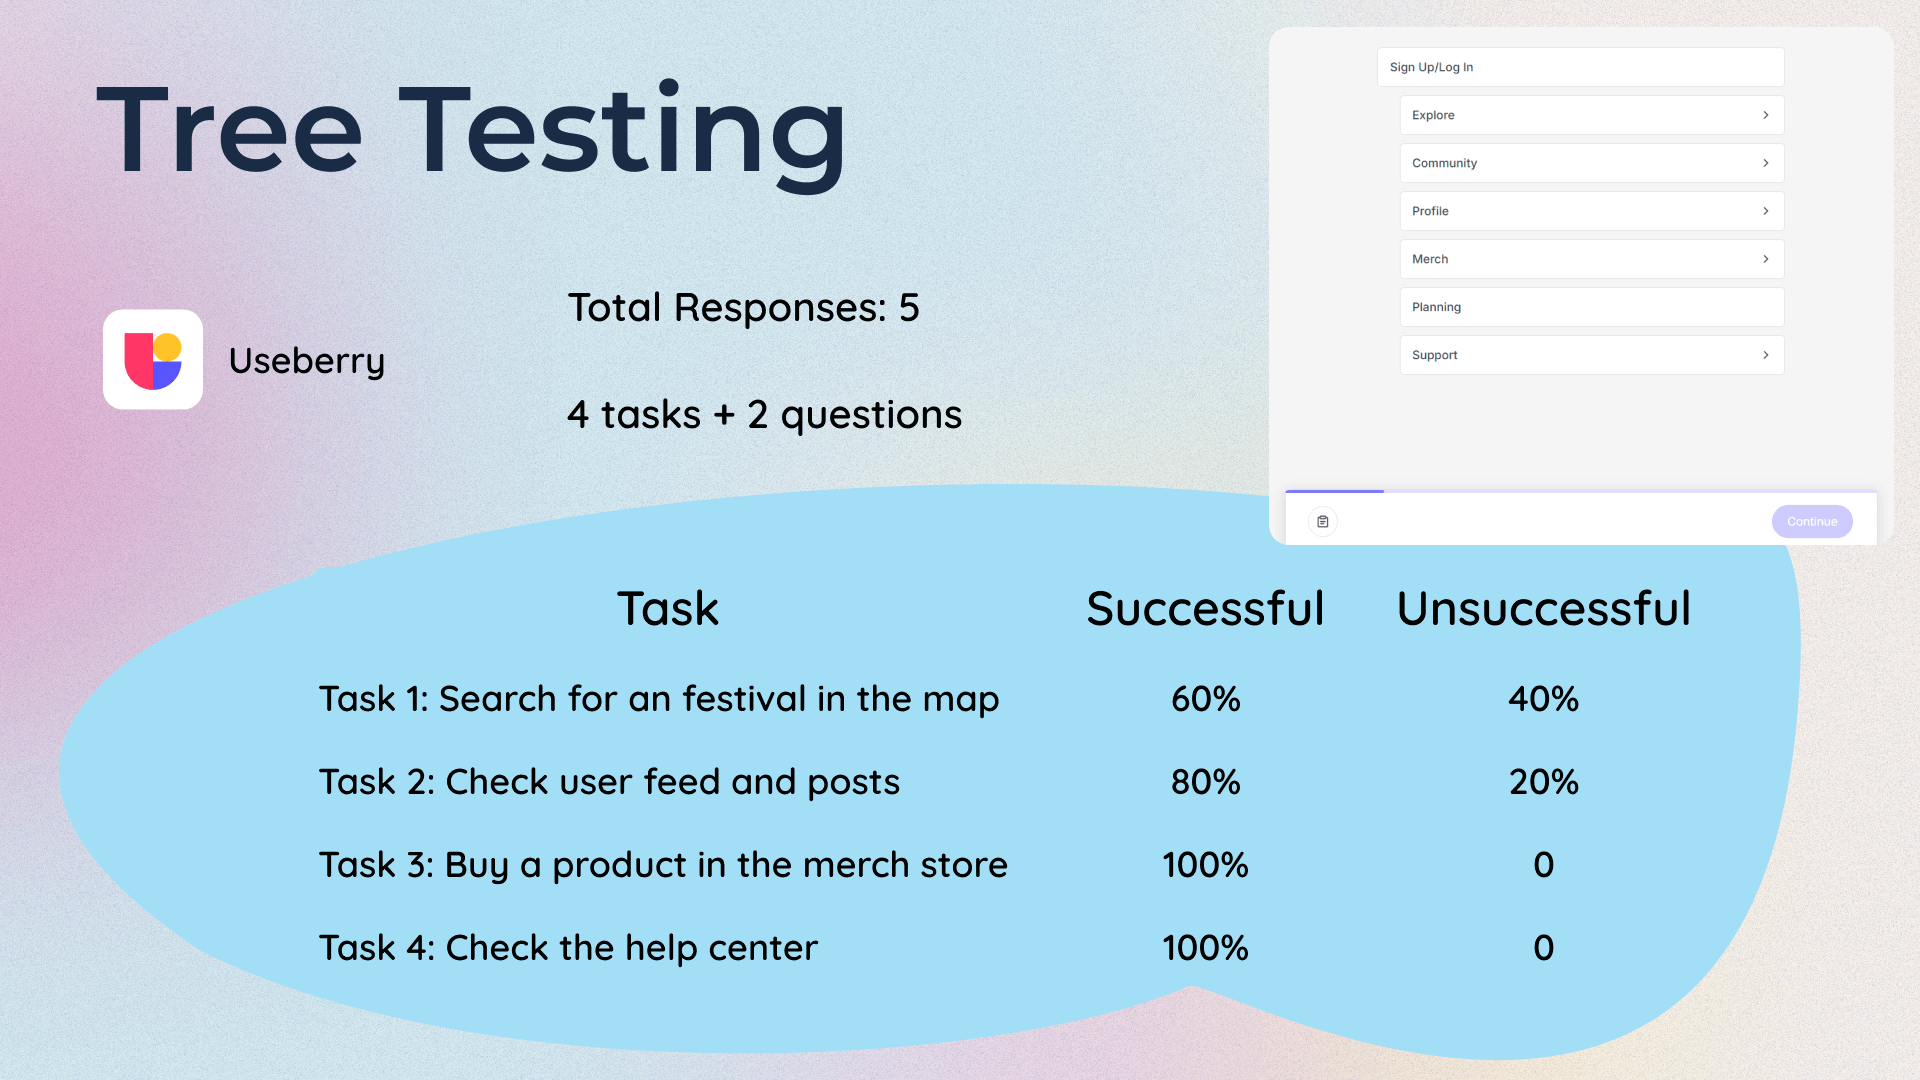 Tree Testing
Useberry
Total Responses: 5
4 tasks + 2 questions
Sign Up/Log In
Explore
Community
Profile
Merch
Planning
Support
Continue
Task Successful Unsuccessful
Task 1: Search for an festival in the map 60% 40%
Task 2: Check user feed and posts 80% 20%
Task 3: Buy a product in the merch store 100% 0
Task 4: Check the help center 100% 0